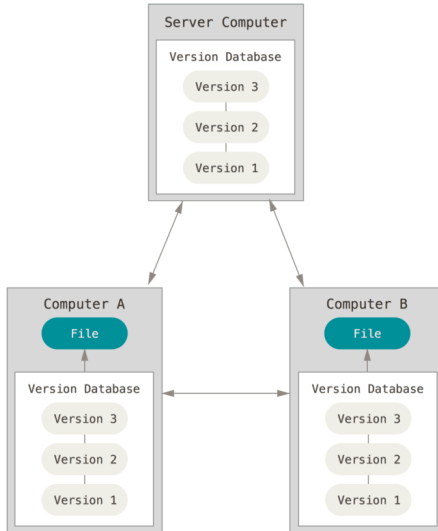 Server Computer
Version Database
Version 3
Version 2
Version 1
Computer A
File
Version Database
Version 3
Version 2
Version 1
Computer B
File
Version Database
Version 3
Version 2
Version 1